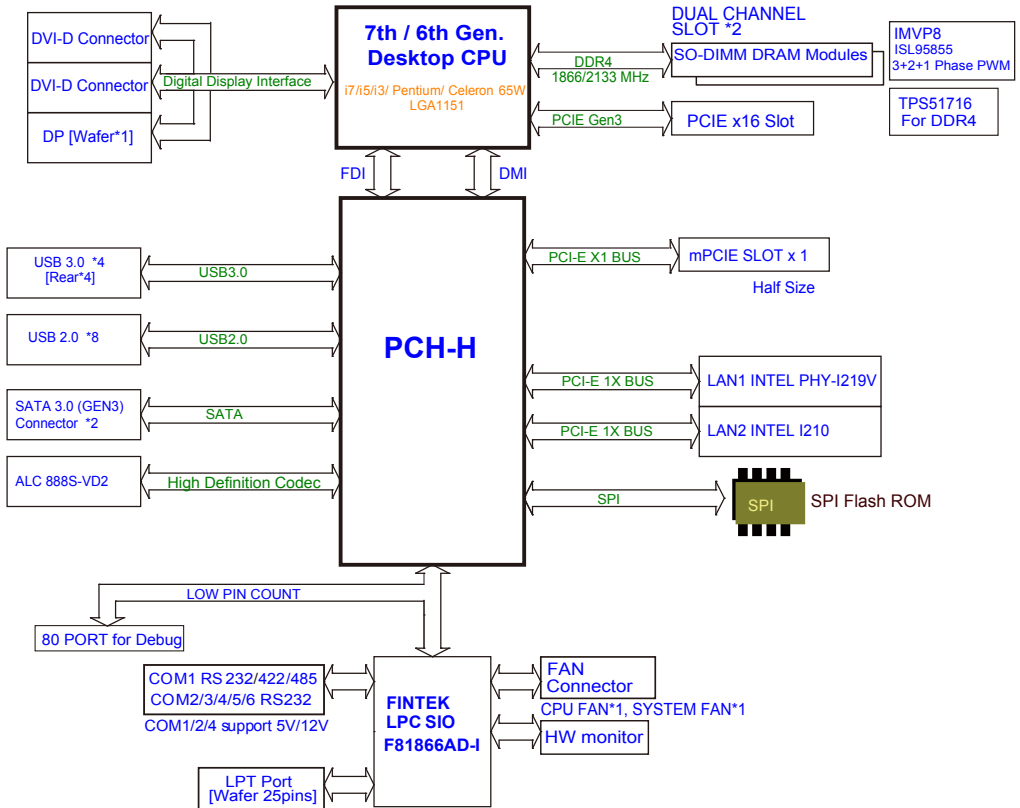 DVI-D Connector
DVI-D Connector
DP [Wafer*1]
Digital Display Interface
7th / 6th Gen.
Desktop CPU
i7/i5/i3/ Pentium/ Celeron 65W
LGA1151
DUAL CHANNEL
SLOT *2
SO-DIMM DRAM Modules
DDR4
1866/2133 MHz
PCIE Gen3
PCIE x16 Slot
IMVP8
ISL95855
3+2+1 Phase PWM
TPS51716
For DDR4
FDI
DMI
USB 3.0 *4
[Rear*4]
USB3.0
USB 2.0 *8
USB2.0
SATA 3.0 (GEN3)
Connector *2
SATA
ALC 888S-VD2
High Definition Codec
PCH-H
PCI-E X1 BUS
mPCIE SLOT x 1
Half Size
PCI-E 1X BUS
LAN1 INTEL PHY-I219V
PCI-E 1X BUS
LAN2 INTEL I210
SPI
SPI
SPI Flash ROM
LOW PIN COUNT
80 PORT for Debug
COM1 RS 232/422/485
COM2/3/4/5/6 RS232
COM1/2/4 support 5V/12V
LPT Port
[Wafer 25pins]
FINTEK
LPC SIO
F81866AD-I
FAN
Connector
CPU FAN*1, SYSTEM FAN*1
HW monitor